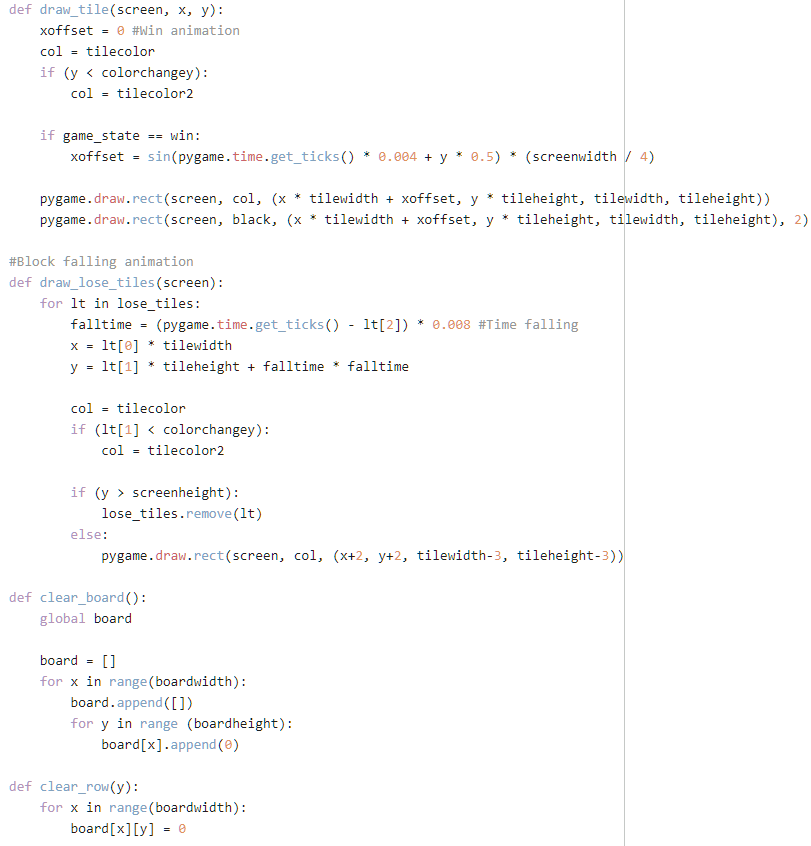 def draw_tile(screen, x, y):
    xoffset = 0 #Win animation
    col = tilecolor
    if (y < colorchangey):
        col = tilecolor2

    if game_state == win:
        xoffset = sin(pygame.time.get_ticks() * 0.004 + y * 0.5) * (screenwidth / 4)

    pygame.draw.rect(screen, col, (x * tilewidth + xoffset, y * tileheight, tilewidth, tileheight))
    pygame.draw.rect(screen, black, (x * tilewidth + xoffset, y * tileheight, tilewidth, tileheight), 2)

#Block falling animation
def draw_lose_tiles(screen):
    for lt in lose_tiles:
        falltime = (pygame.time.get_ticks() - lt[2]) * 0.008 #Time falling
        x = lt[0] * tilewidth
        y = lt[1] * tileheight + falltime * falltime

        col = tilecolor
        if (lt[1] < colorchangey):
            col = tilecolor2

        if (y > screenheight):
            lose_tiles.remove(lt)
        else:
            pygame.draw.rect(screen, col, (x+2, y+2, tilewidth-3, tileheight-3))

def clear_board():
    global board

    board = []
    for x in range(boardwidth):
        board.append([])
        for y in range (boardheight):
            board[x].append(0)

def clear_row(y):
    for x in range(boardwidth):
        board[x][y] = 0